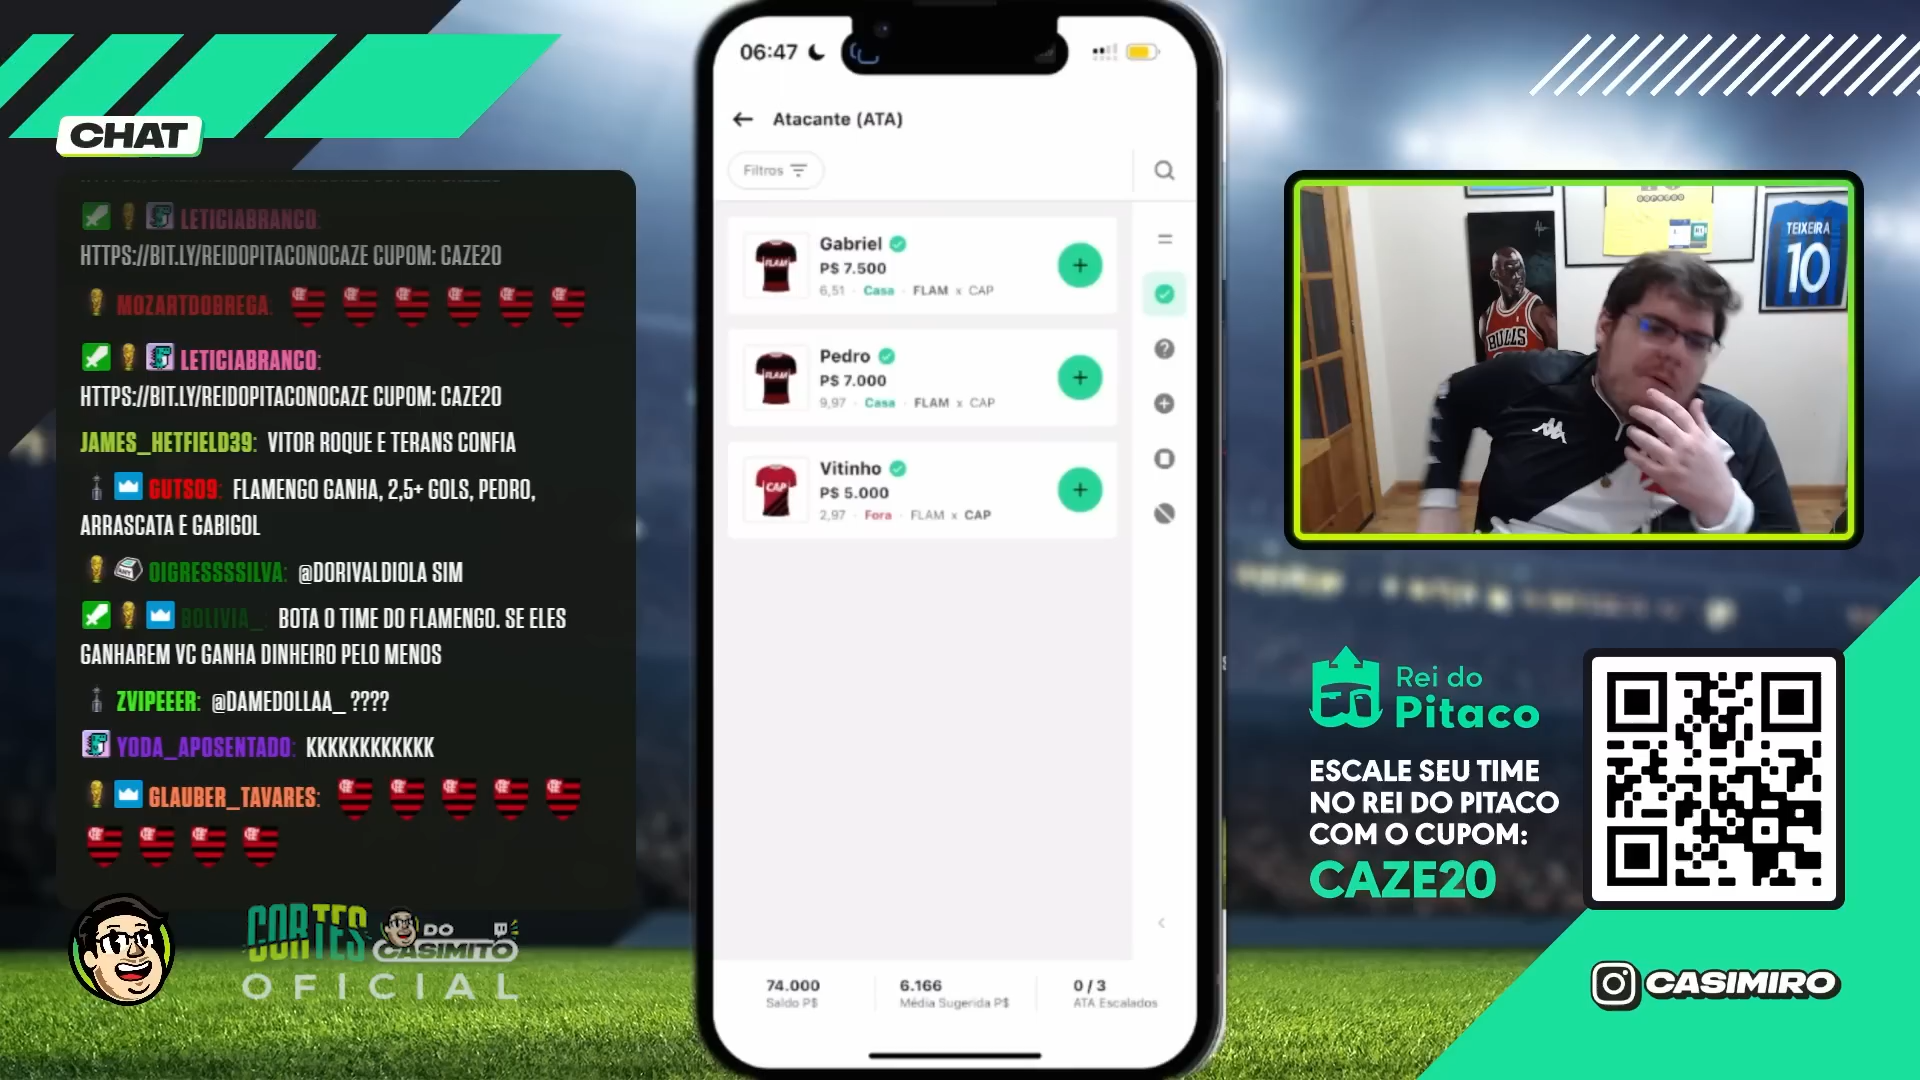 CHAT
LETICIABRANCO:
HTTPS://BIT.LY/REIDOPITACONOCAZE CUPOM: CAZE20
MOZARTDOBREGA:
LETICIABRANCO:
HTTPS://BIT.LY/REIDOPITACONOCAZE CUPOM: CAZE20
JAMES_HETFIELD39: VITOR ROQUE E TERANS CONFIA
GUTS09: FLAMENGO GANHA, 2,5+ GOLS, PEDRO,
ARRASCATA E GABIGOL
OIGRESSSSILVA: @DORIVALDIOLA SIM
BOLIVIA_: BOTA O TIME DO FLAMENGO. SE ELES
GANHAREM VC GANHA DINHEIRO PELO MENOS
ZVIPEEER: @DAMEDOLLAA_ ????
YODA_APOSENTADO: KKKKKKKKKKKK
GLAUBER_TAVARES:
CORTES DO CASIMITO
OFICIAL
06:47
Atacante (ATA)
Filtros
FLAM
Gabriel
P$ 7.500
6,51 · Casa · FLAM x CAP
FLAM
Pedro
P$ 7.000
9,97 · Casa · FLAM x CAP
CAP
Vitinho
P$ 5.000
2,97 · Fora · FLAM x CAP
74.000
Saldo P$
6.166
Média Sugerida P$
0 / 3
ATA Escalados
BULLS
TEIXEIRA
10
Rei do
Pitaco
ESCALE SEU TIME
NO REI DO PITACO
COM O CUPOM:
CAZE20
CASIMIRO